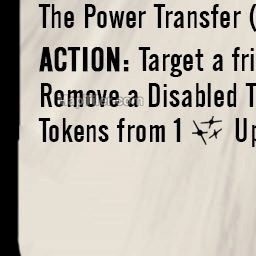 The Power Transfer (
ACTION: Target a fri
Remove a Disabled T
Tokens from 1 Up